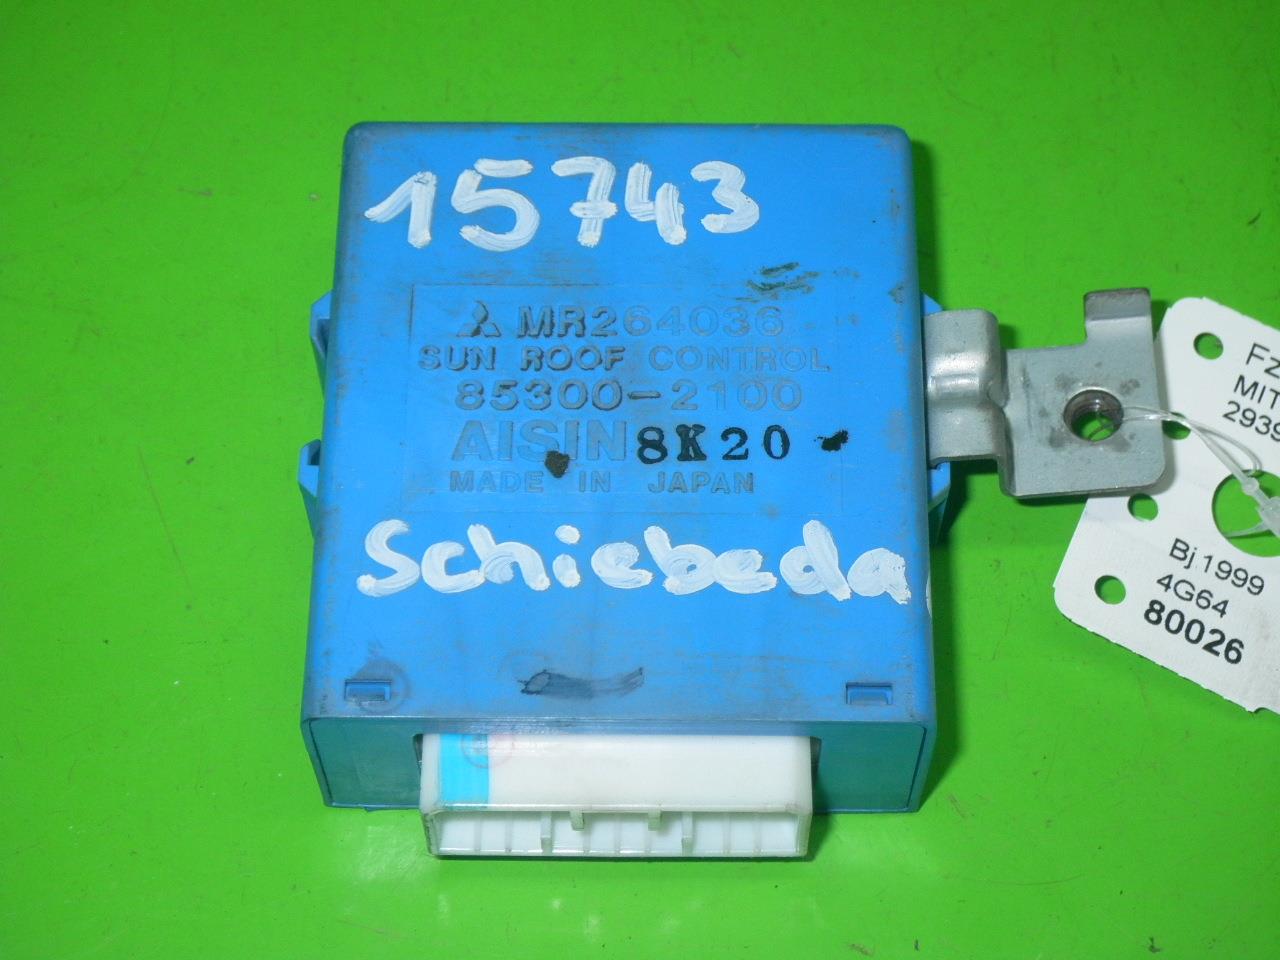 15743
MR264036
SUN ROOF CONTROL
85300-2100
AISIN 8K20
MADE IN JAPAN
Schiebeda
FZ
MIT
2939
Bj.1999
4G64
80026